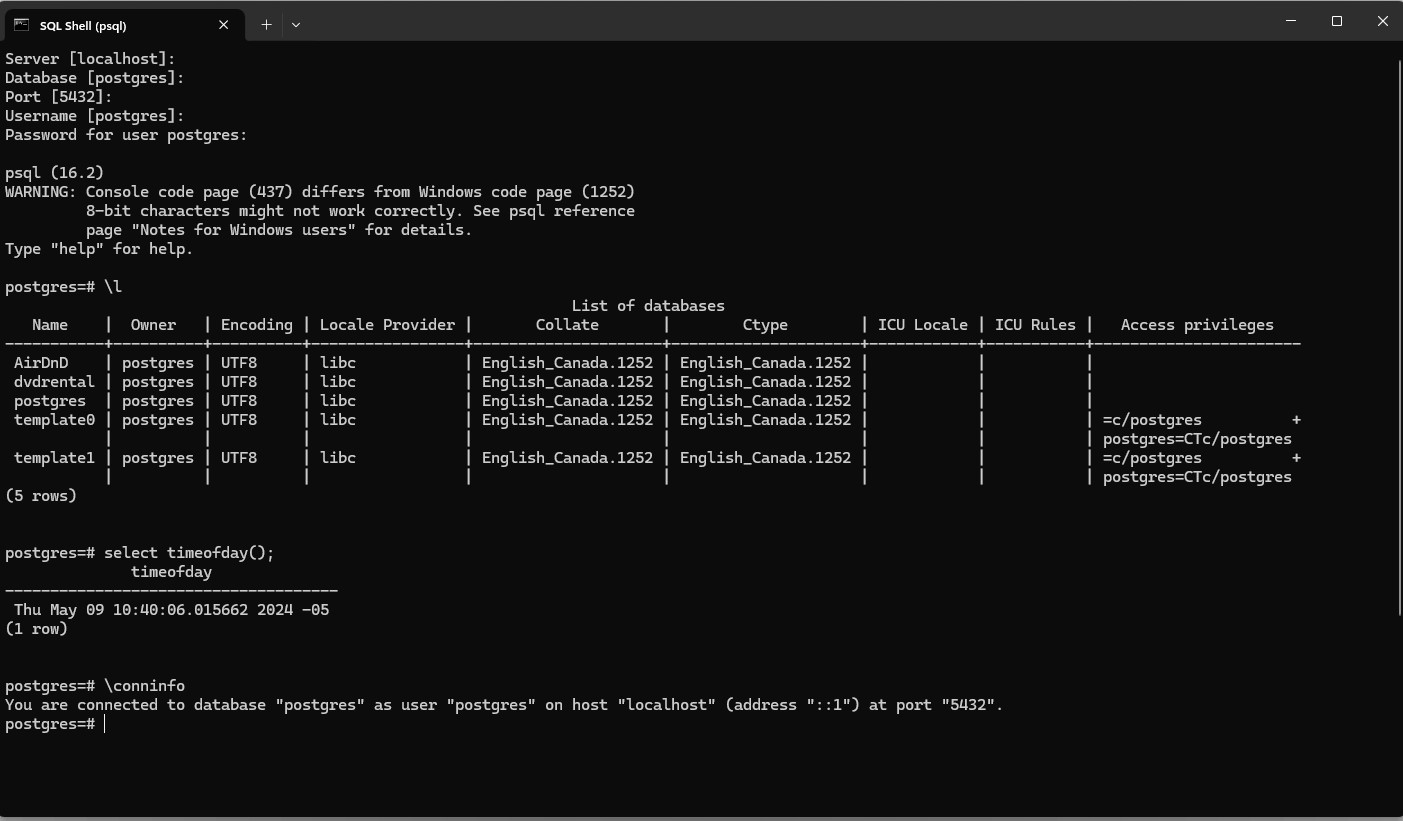 SQL Shell (psql)
Server [localhost]:
Database [postgres]:
Port [5432]:
Username [postgres]:
Password for user postgres:

psql (16.2)
WARNING: Console code page (437) differs from Windows code page (1252)
         8-bit characters might not work correctly. See psql reference
         page "Notes for Windows users" for details.
Type "help" for help.

postgres=# \l
                                                               List of databases
   Name    |  Owner   | Encoding | Locale Provider |       Collate       |        Ctype        | ICU Locale | ICU Rules |   Access privileges
-----------+----------+----------+-----------------+---------------------+---------------------+------------+-----------+-----------------------
 AirDnD    | postgres | UTF8     | libc            | English_Canada.1252 | English_Canada.1252 |            |           |
 dvdrental | postgres | UTF8     | libc            | English_Canada.1252 | English_Canada.1252 |            |           |
 postgres  | postgres | UTF8     | libc            | English_Canada.1252 | English_Canada.1252 |            |           |
 template0 | postgres | UTF8     | libc            | English_Canada.1252 | English_Canada.1252 |            |           | =c/postgres          +
           |          |          |                 |                     |                     |            |           | postgres=CTc/postgres
 template1 | postgres | UTF8     | libc            | English_Canada.1252 | English_Canada.1252 |            |           | =c/postgres          +
           |          |          |                 |                     |                     |            |           | postgres=CTc/postgres
(5 rows)


postgres=# select timeofday();
              timeofday
-------------------------------------
 Thu May 09 10:40:06.015662 2024 -05
(1 row)


postgres=# \conninfo
You are connected to database "postgres" as user "postgres" on host "localhost" (address "::1") at port "5432".
postgres=#